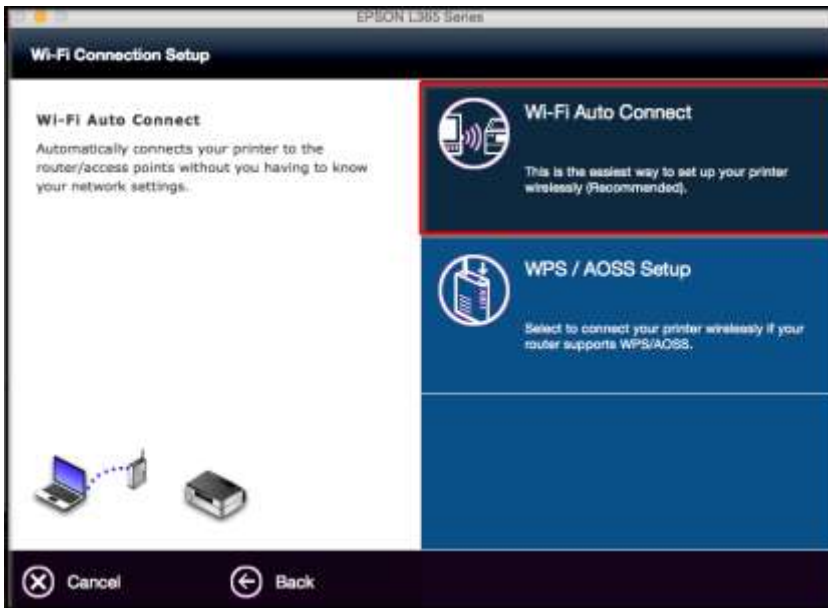 EPSON L365 Series
Wi-Fi Connection Setup
Wi-Fi Auto Connect
Automatically connects your printer to the
router/access points without you having to know
your network settings.
Wi-Fi Auto Connect
This is the easiest way to set up your printer
wirelessly (Recommended).
WPS / AOSS Setup
Select to connect your printer wirelessly if your
router supports WPS/AOSS.
Cancel
Back